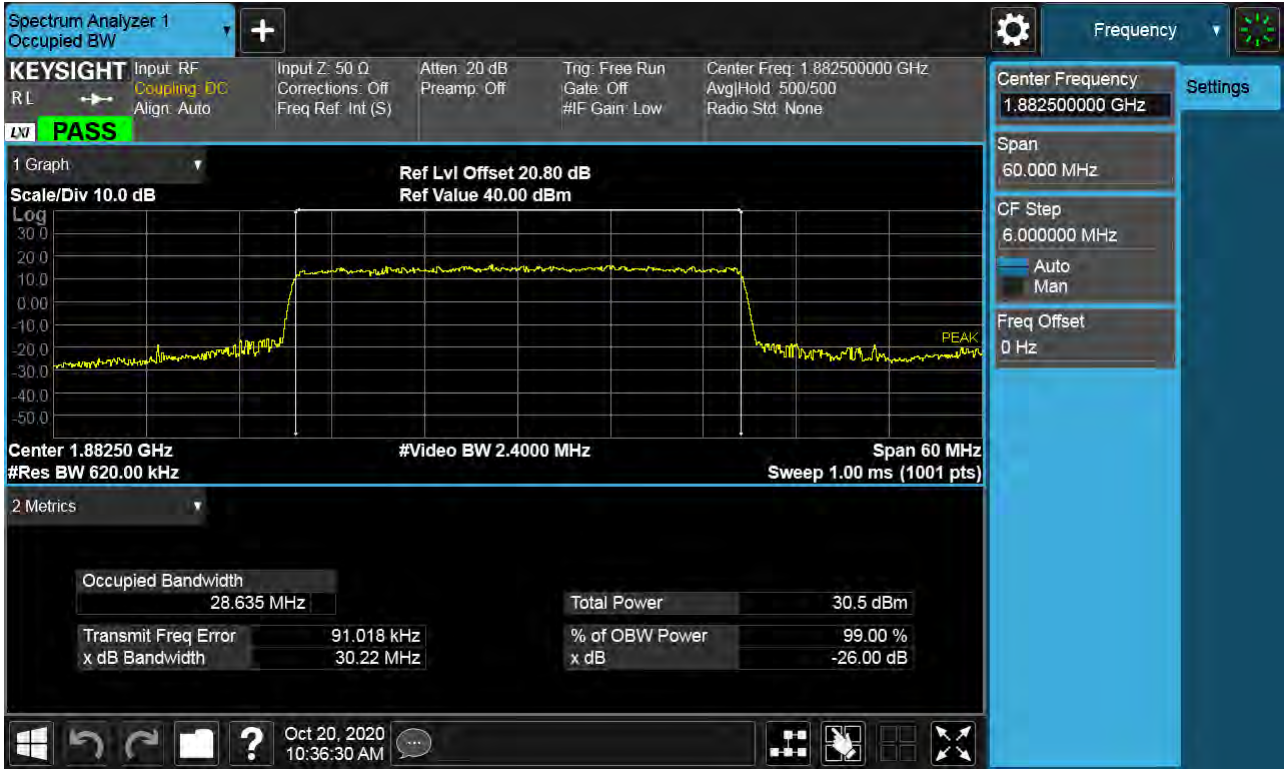 Spectrum Analyzer 1
Occupied BW
Frequency
KEYSIGHT
RL
LXI
PASS
Input: RF
Coupling: DC
Align: Auto
Input Z: 50 Ω
Corrections: Off
Freq Ref: Int (S)
Atten: 20 dB
Preamp: Off
Trig: Free Run
Gate: Off
#IF Gain: Low
Center Freq: 1.882500000 GHz
Avg|Hold: 500/500
Radio Std: None
Center Frequency
1.882500000 GHz
Settings
Span
60.000 MHz
CF Step
6.000000 MHz
Auto
Man
Freq Offset
0 Hz
1 Graph
Scale/Div 10.0 dB
Ref Lvl Offset 20.80 dB
Ref Value 40.00 dBm
Log
30.0
20.0
10.0
0.00
-10.0
-20.0
-30.0
-40.0
-50.0
PEAK
Center 1.88250 GHz
#Video BW 2.4000 MHz
Span 60 MHz
#Res BW 620.00 kHz
Sweep 1.00 ms (1001 pts)
2 Metrics
Occupied Bandwidth
28.635 MHz
Total Power 30.5 dBm
Transmit Freq Error 91.018 kHz
% of OBW Power 99.00 %
x dB Bandwidth 30.22 MHz
x dB -26.00 dB
?
Oct 20, 2020
10:36:30 AM